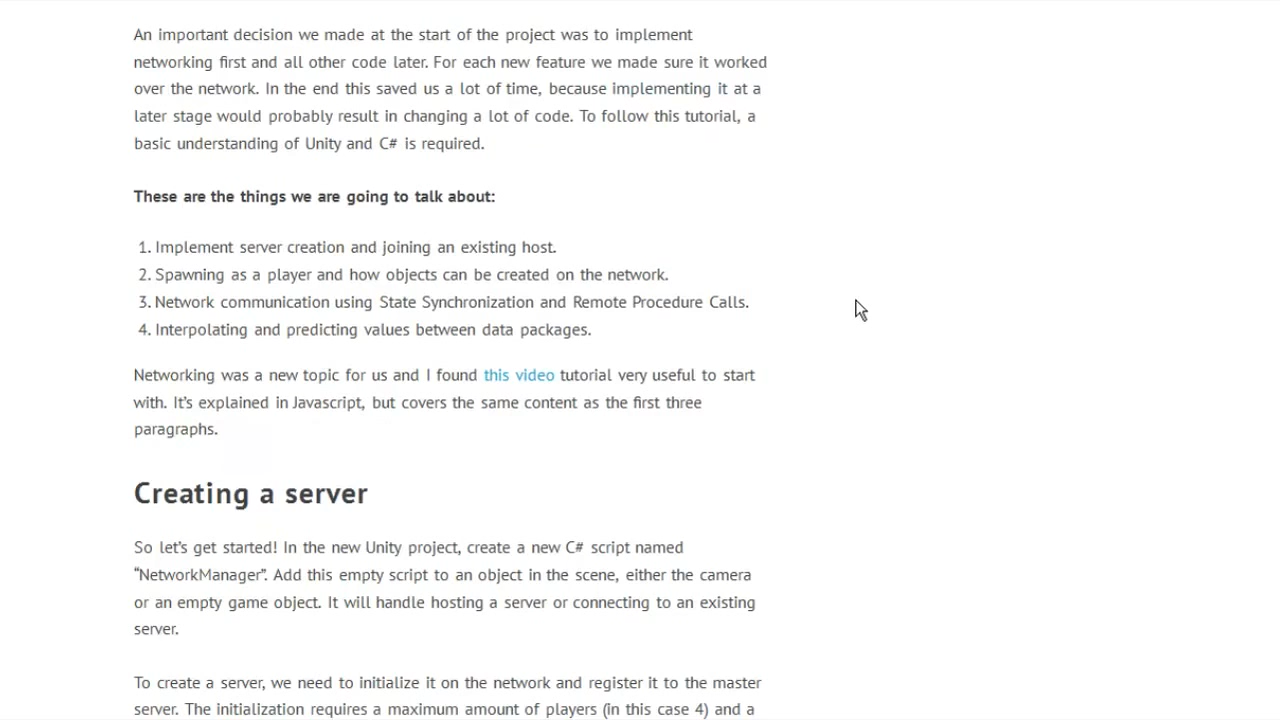 An important decision we made at the start of the project was to implement
networking first and all other code later. For each new feature we made sure it worked
over the network. In the end this saved us a lot of time, because implementing it at a
later stage would probably result in changing a lot of code. To follow this tutorial, a
basic understanding of Unity and C# is required.
These are the things we are going to talk about:
1. Implement server creation and joining an existing host.
2. Spawning as a player and how objects can be created on the network.
3. Network communication using State Synchronization and Remote Procedure Calls.
4. Interpolating and predicting values between data packages.
Networking was a new topic for us and I found this video tutorial very useful to start
with. It’s explained in Javascript, but covers the same content as the first three
paragraphs.
Creating a server
So let’s get started! In the new Unity project, create a new C# script named
“NetworkManager”. Add this empty script to an object in the scene, either the camera
or an empty game object. It will handle hosting a server or connecting to an existing
server.
To create a server, we need to initialize it on the network and register it to the master
server. The initialization requires a maximum amount of players (in this case 4) and a